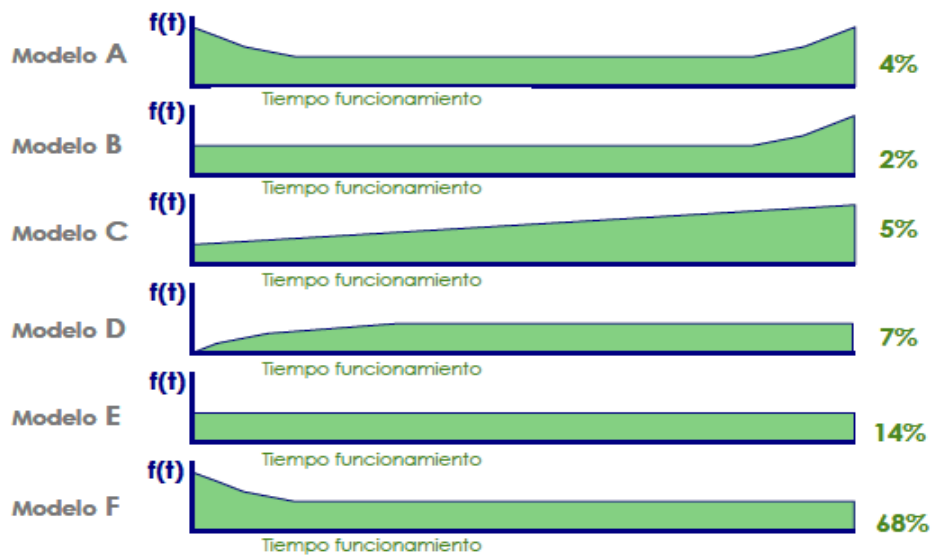 f(t)
Modelo A
4%
Tiempo funcionamiento
f(t)
Modelo B
2%
Tiempo funcionamiento
f(t)
Modelo C
5%
Tiempo funcionamiento
f(t)
Modelo D
7%
Tiempo funcionamiento
f(t)
Modelo E
14%
Tiempo funcionamiento
f(t)
Modelo F
68%
Tiempo funcionamiento